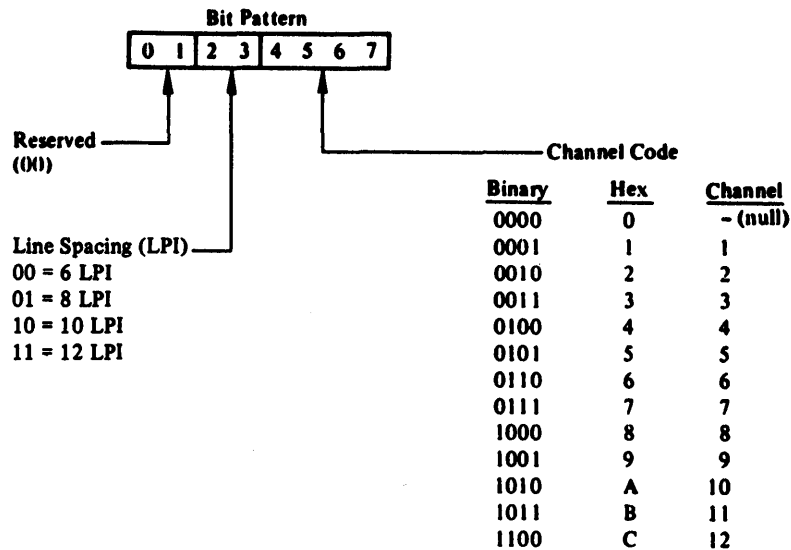 Bit Pattern
0 1 2 3 4 5 6 7
Reserved
(00)
Channel Code
Line Spacing (LPI)
00 = 6 LPI
01 = 8 LPI
10 = 10 LPI
11 = 12 LPI
Binary Hex Channel
0000 0 - (null)
0001 1 1
0010 2 2
0011 3 3
0100 4 4
0101 5 5
0110 6 6
0111 7 7
1000 8 8
1001 9 9
1010 A 10
1011 B 11
1100 C 12